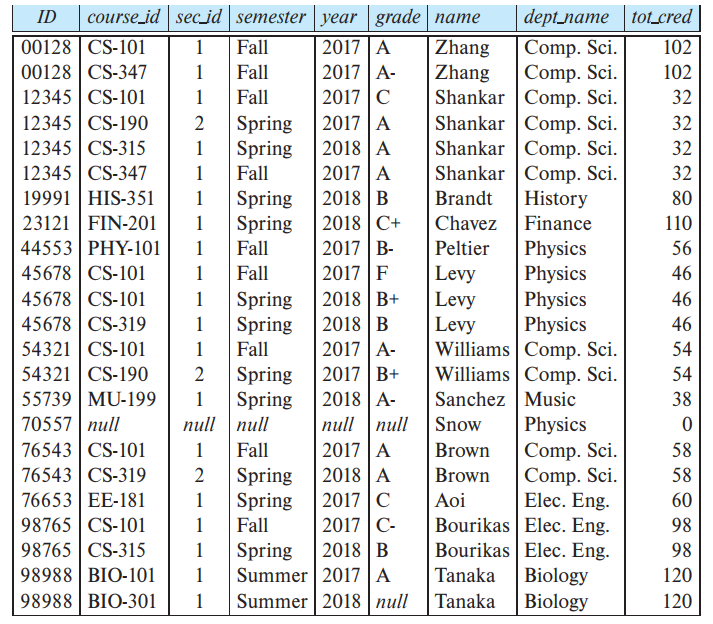 ID course_id sec_id semester year grade name dept_name tot_cred
00128 CS-101 1 Fall 2017 A Zhang Comp. Sci. 102
00128 CS-347 1 Fall 2017 A- Zhang Comp. Sci. 102
12345 CS-101 1 Fall 2017 C Shankar Comp. Sci. 32
12345 CS-190 2 Spring 2017 A Shankar Comp. Sci. 32
12345 CS-315 1 Spring 2018 A Shankar Comp. Sci. 32
12345 CS-347 1 Fall 2017 A Shankar Comp. Sci. 32
19991 HIS-351 1 Spring 2018 B Brandt History 80
23121 FIN-201 1 Spring 2018 C+ Chavez Finance 110
44553 PHY-101 1 Fall 2017 B- Peltier Physics 56
45678 CS-101 1 Fall 2017 F Levy Physics 46
45678 CS-101 1 Spring 2018 B+ Levy Physics 46
45678 CS-319 1 Spring 2018 B Levy Physics 46
54321 CS-101 1 Fall 2017 A- Williams Comp. Sci. 54
54321 CS-190 2 Spring 2017 B+ Williams Comp. Sci. 54
55739 MU-199 1 Spring 2018 A- Sanchez Music 38
70557 null null null null null Snow Physics 0
76543 CS-101 1 Fall 2017 A Brown Comp. Sci. 58
76543 CS-319 2 Spring 2018 A Brown Comp. Sci. 58
76653 EE-181 1 Spring 2017 C Aoi Elec. Eng. 60
98765 CS-101 1 Fall 2017 C- Bourikas Elec. Eng. 98
98765 CS-315 1 Spring 2018 B Bourikas Elec. Eng. 98
98988 BIO-101 1 Summer 2017 A Tanaka Biology 120
98988 BIO-301 1 Summer 2018 null Tanaka Biology 120